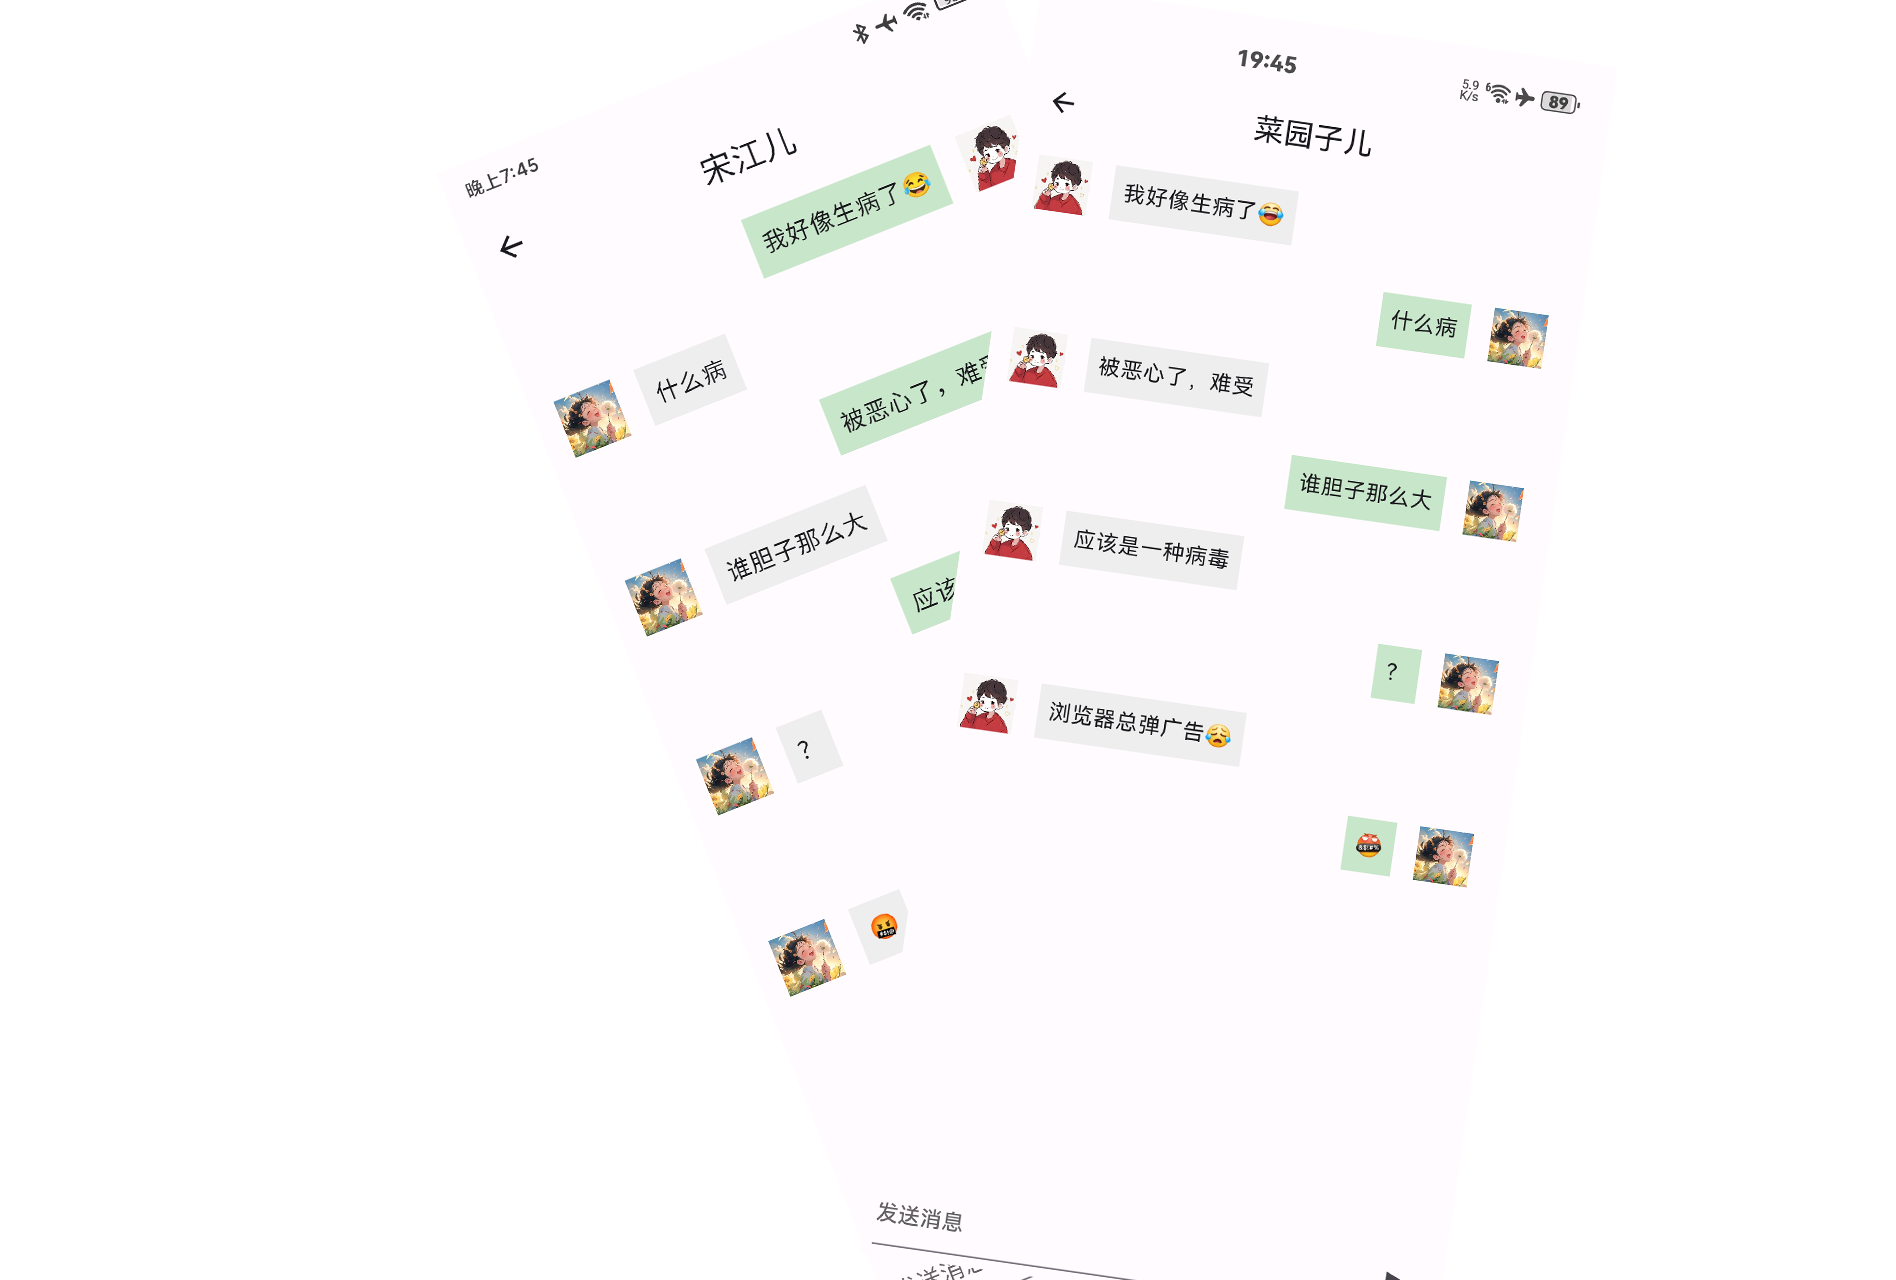 晚上7:45
宋江儿
我好像生病了😂
什么病
被恶心了，难
谁胆子那么大
应该
？
🤬
19:45
5.9
K/s
6
89
菜园子儿
我好像生病了😂
什么病
被恶心了，难受
谁胆子那么大
应该是一种病毒
？
浏览器总弹广告😩
🤬
发送消息
送消